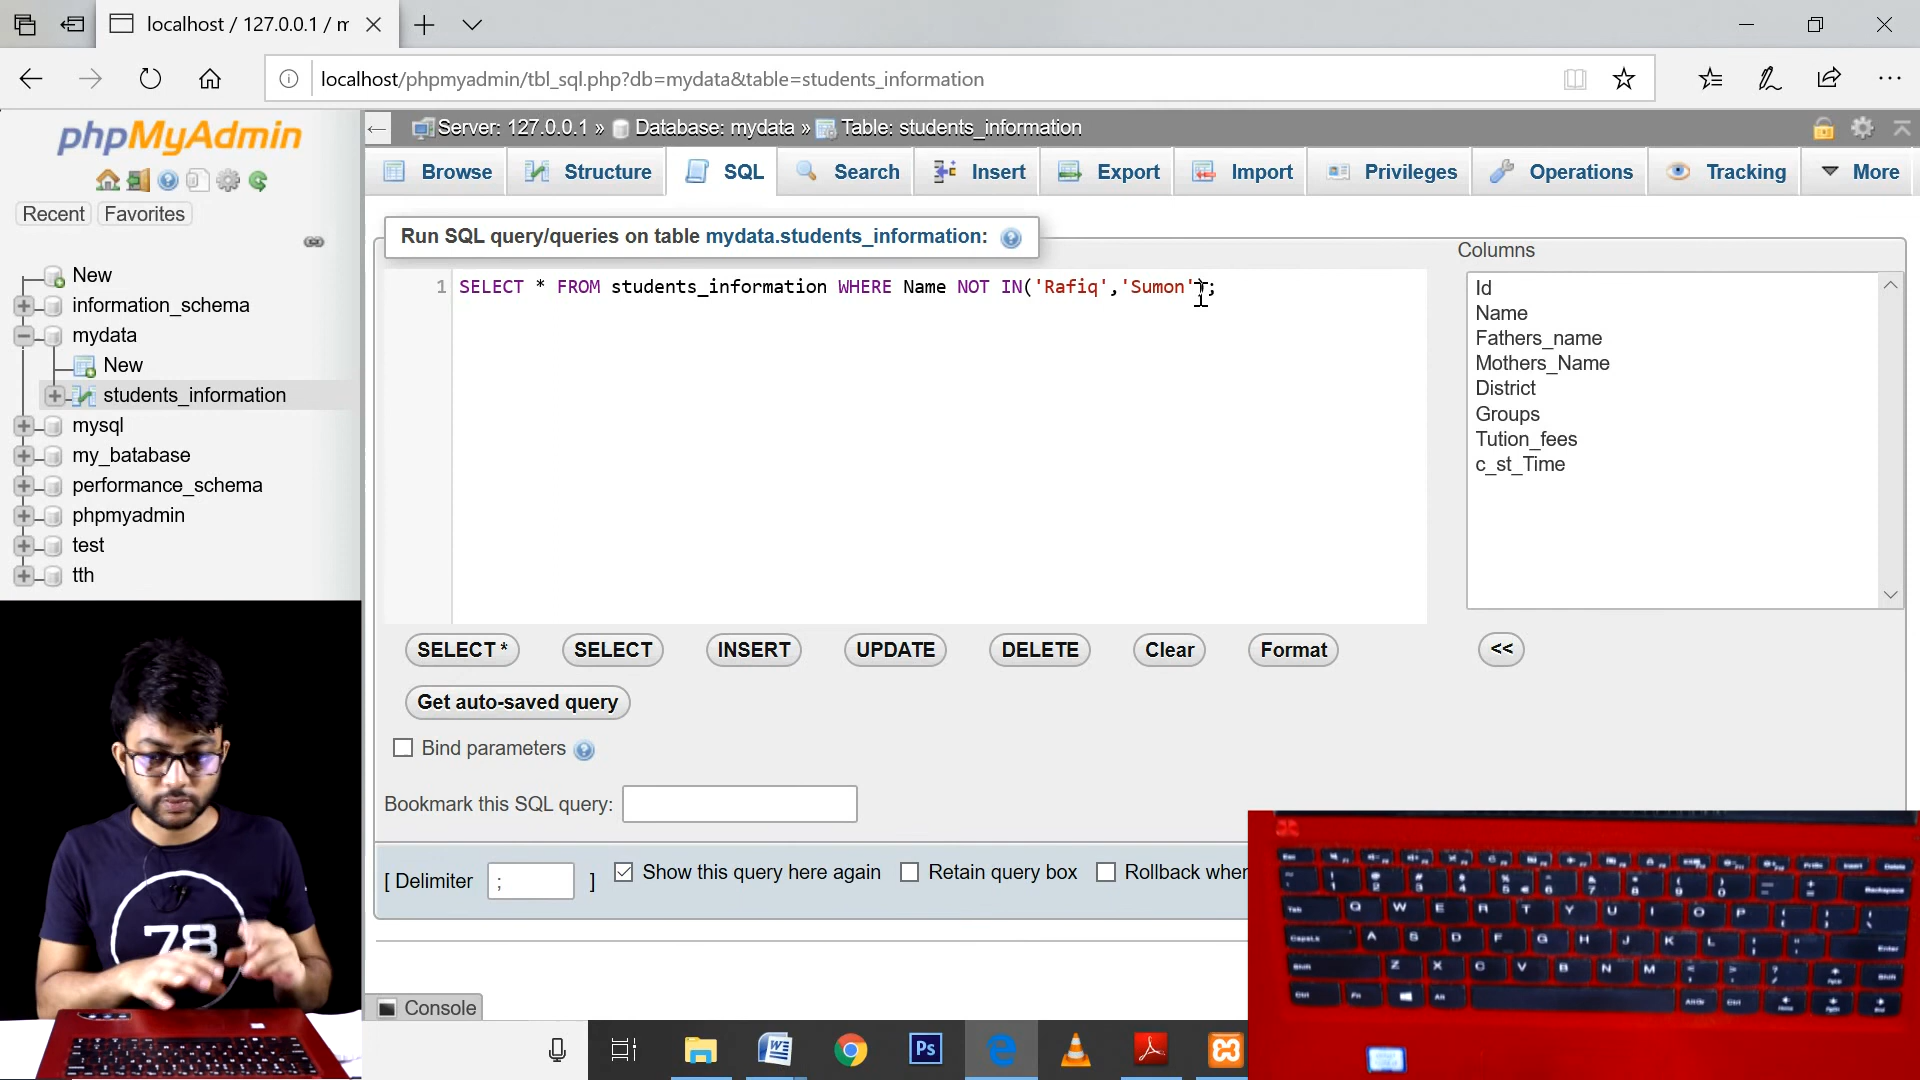 localhost / 127.0.0.1 / m
localhost/phpmyadmin/tbl_sql.php?db=mydata&table=students_information
phpMyAdmin
Recent Favorites
New
information_schema
mydata
New
students_information
mysql
my_batabase
performance_schema
phpmyadmin
test
tth
Server: 127.0.0.1 » Database: mydata » Table: students_information
Browse Structure SQL Search Insert Export Import Privileges Operations Tracking More
Run SQL query/queries on table mydata.students_information:
1 SELECT * FROM students_information WHERE Name NOT IN('Rafiq','Sumon');
Columns
Id
Name
Fathers_name
Mothers_Name
District
Groups
Tution_fees
c_st_Time
SELECT * SELECT INSERT UPDATE DELETE Clear Format <<
Get auto-saved query
Bind parameters
Bookmark this SQL query:
[ Delimiter ; ] Show this query here again Retain query box Rollback when
Console
Ps
78
Q W E R T Y U I O P
A S D F G H J K L
Z X C V B N M